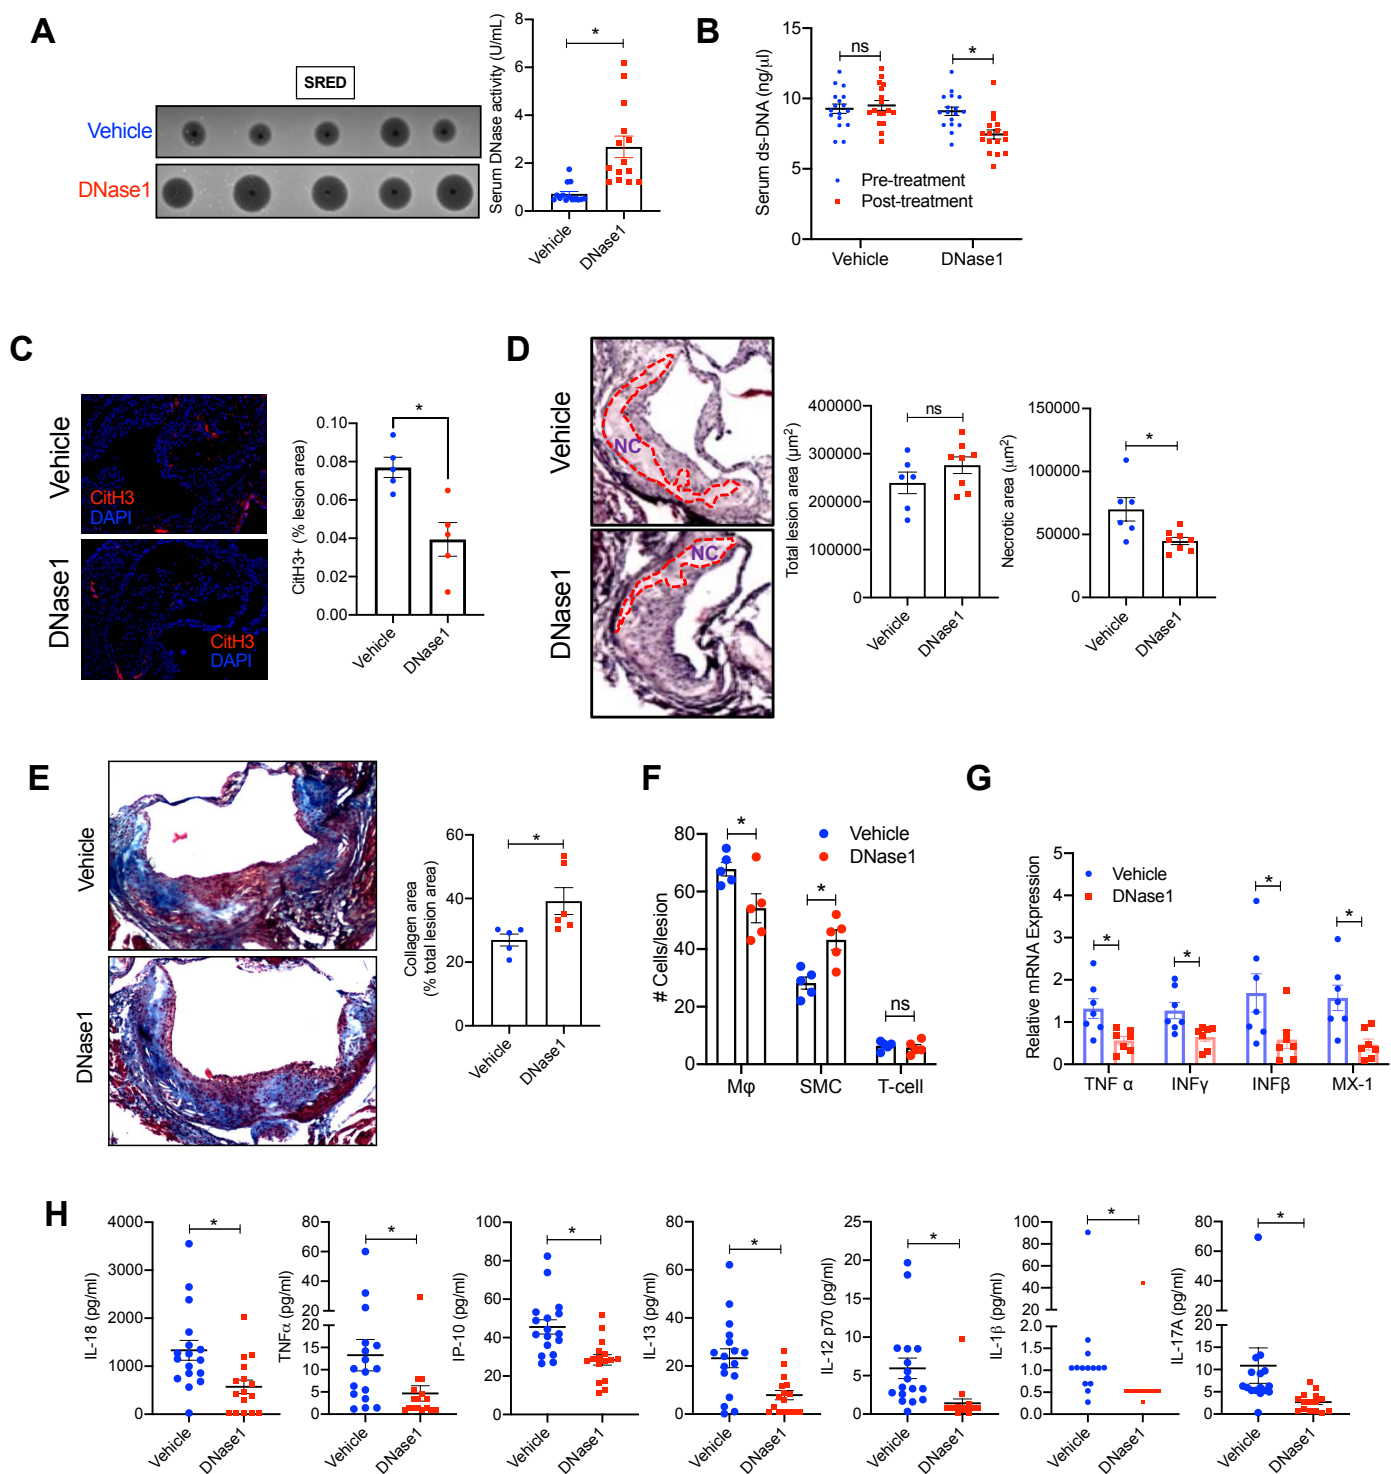 A
SRED
Vehicle
DNase1
Serum DNase activity (U/mL)
8
6
4
2
0
*
Vehicle
DNase1
B
Serum ds-DNA (ng/µl)
15
10
5
0
ns
*
Pre-treatment
Post-treatment
Vehicle
DNase1
C
Vehicle
CitH3
DAPI
DNase1
CitH3
DAPI
CitH3+ (% lesion area)
0.10
0.08
0.06
0.04
0.02
0.00
*
Vehicle
DNase1
D
Vehicle
NC
DNase1
NC
Total lesion area (µm2)
400000
300000
200000
100000
0
ns
Vehicle
DNase1
Necrotic area (µm2)
150000
100000
50000
0
*
Vehicle
DNase1
E
Vehicle
DNase1
Collagen area
(% total lesion area)
60
40
20
0
*
Vehicle
DNase1
F
# Cells/lesion
80
60
40
20
0
*
*
ns
Vehicle
DNase1
Mφ
SMC
T-cell
G
Relative mRNA Expression
5
4
3
2
1
0
Vehicle
DNase1
*
*
*
*
TNF α
INFγ
INFβ
MX-1
H
IL-18 (pg/ml)
4000
3000
2000
1000
0
*
Vehicle
DNase1
TNFα (pg/ml)
80
60
40
20
20
15
10
5
0
*
Vehicle
DNase1
IP-10 (pg/ml)
100
80
60
40
20
0
*
Vehicle
DNase1
IL-13 (pg/ml)
80
60
40
20
0
*
Vehicle
DNase1
IL-12 p70 (pg/ml)
25
20
15
10
5
0
*
Vehicle
DNase1
IL-1β (pg/ml)
100
80
60
40
20
2.0
1.5
1.0
0.5
0.0
*
Vehicle
DNase1
IL-17A (pg/ml)
80
60
40
20
20
15
10
5
0
*
Vehicle
DNase1